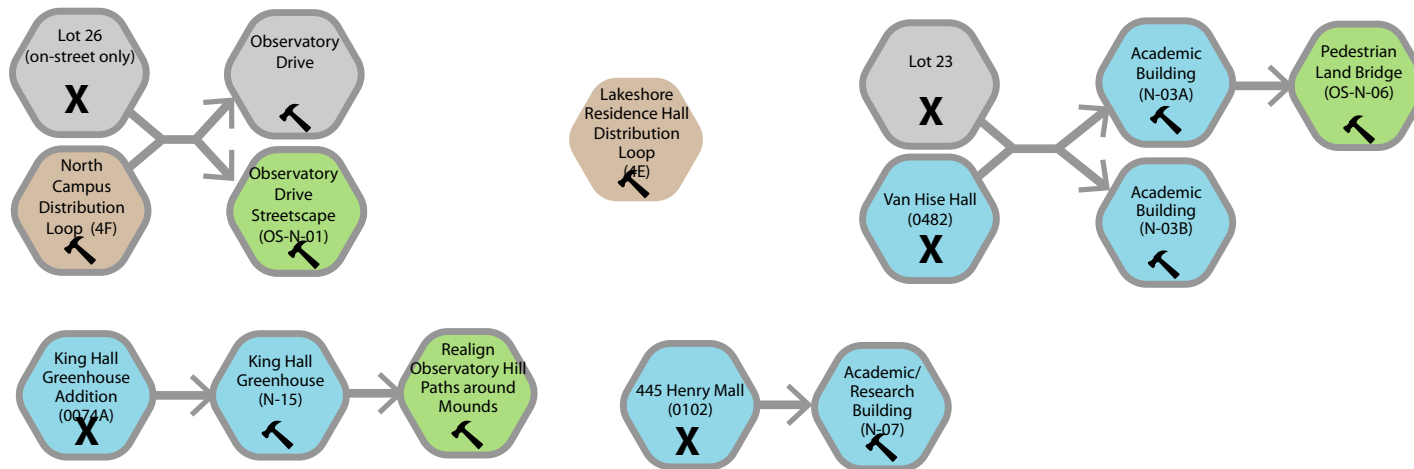 Lot 26
(on-street only)
X
Observatory
Drive
North
Campus
Distribution
Loop (4F)
Observatory
Drive
Streetscape
(OS-N-01)
Lakeshore
Residence Hall
Distribution
Loop
(4E)
Lot 23
X
Van Hise Hall
(0482)
X
Academic
Building
(N-03A)
Pedestrian
Land Bridge
(OS-N-06)
Academic
Building
(N-03B)
King Hall
Greenhouse
Addition
(0074A)
X
King Hall
Greenhouse
(N-15)
Realign
Observatory Hill
Paths around
Mounds
445 Henry Mall
(0102)
X
Academic/
Research
Building
(N-07)